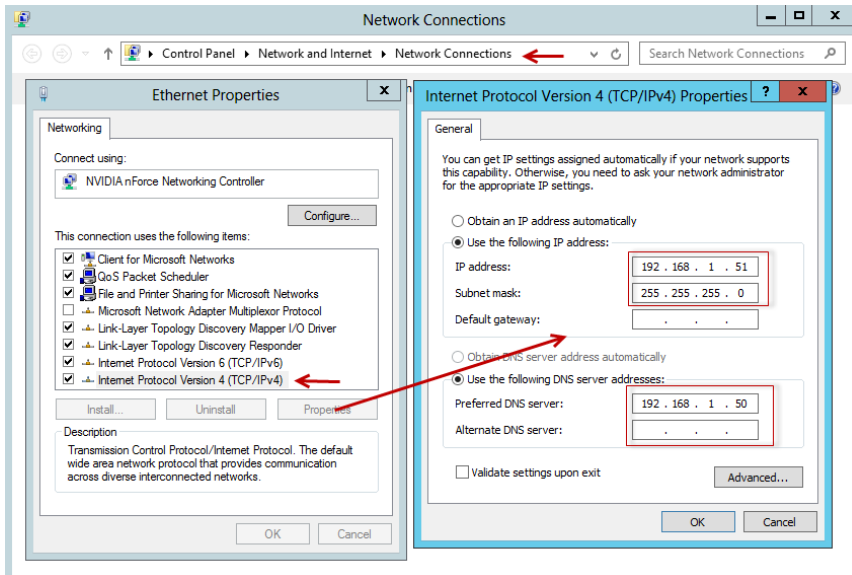 Network Connections
Control Panel ▸ Network and Internet ▸ Network Connections
Search Network Connections
Ethernet Properties
Networking
Connect using:
NVIDIA nForce Networking Controller
Configure...
This connection uses the following items:
Client for Microsoft Networks
QoS Packet Scheduler
File and Printer Sharing for Microsoft Networks
Microsoft Network Adapter Multiplexor Protocol
Link-Layer Topology Discovery Mapper I/O Driver
Link-Layer Topology Discovery Responder
Internet Protocol Version 6 (TCP/IPv6)
Internet Protocol Version 4 (TCP/IPv4)
Install... Uninstall Properties
Description
Transmission Control Protocol/Internet Protocol. The default
wide area network protocol that provides communication
across diverse interconnected networks.
OK Cancel
Internet Protocol Version 4 (TCP/IPv4) Properties
General
You can get IP settings assigned automatically if your network supports
this capability. Otherwise, you need to ask your network administrator
for the appropriate IP settings.
Obtain an IP address automatically
Use the following IP address:
IP address: 192 . 168 . 1 . 51
Subnet mask: 255 . 255 . 255 . 0
Default gateway: . . .
Obtain DNS server address automatically
Use the following DNS server addresses:
Preferred DNS server: 192 . 168 . 1 . 50
Alternate DNS server: . . .
Validate settings upon exit
Advanced...
OK Cancel